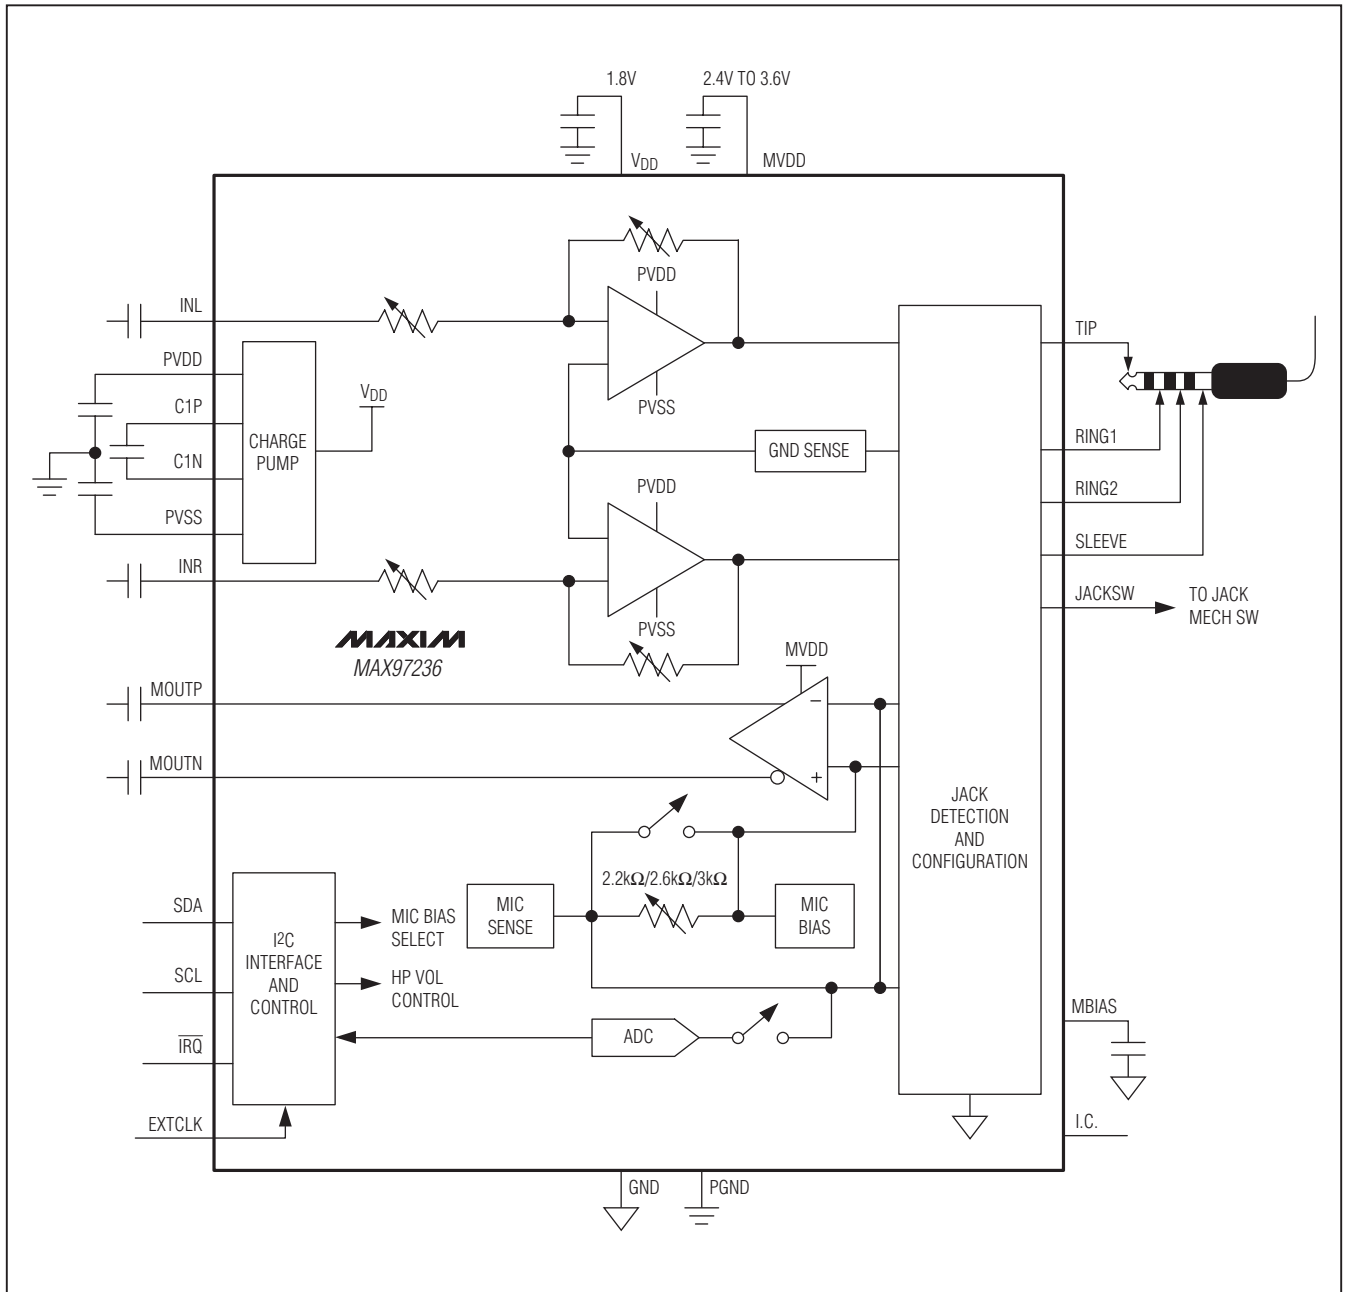 1.8V
2.4V TO 3.6V
VDD
MVDD
INL
PVDD
PVSS
TIP
PVDD
C1P
C1N
PVSS
CHARGE
PUMP
VDD
GND SENSE
RING1
RING2
SLEEVE
JACKSW
TO JACK
MECH SW
INR
PVDD
PVSS
MAXIM
MAX97236
MVDD
MOUTP
−
MOUTN
+
JACK
DETECTION
AND
CONFIGURATION
2.2kΩ/2.6kΩ/3kΩ
MIC
SENSE
MIC
BIAS
SDA
SCL
IRQ
EXTCLK
I2C
INTERFACE
AND
CONTROL
MIC BIAS
SELECT
HP VOL
CONTROL
ADC
MBIAS
I.C.
GND
PGND